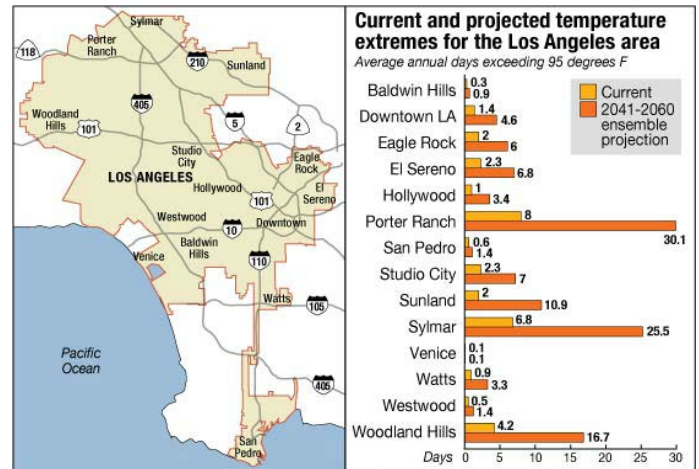 Sylmar
118
Porter
Ranch
210
Sunland
405
5
2
Woodland
Hills
101
Studio
City
Eagle
Rock
LOS ANGELES
Hollywood
101
El
Sereno
Westwood
10
Downtown
Baldwin
Hills
Venice
110
Watts
105
Pacific
Ocean
405
San
Pedro
Current and projected temperature
extremes for the Los Angeles area
Average annual days exceeding 95 degrees F
Current
2041-2060
ensemble
projection
Baldwin Hills 0.3
0.9
Downtown LA 1.4
4.6
Eagle Rock 2
6
El Sereno 2.3
6.8
Hollywood 1
3.4
Porter Ranch 8
30.1
San Pedro 0.6
1.4
Studio City 2.3
7
Sunland 2
10.9
Sylmar 6.8
25.5
Venice 0.1
0.1
Watts 0.9
3.3
Westwood 0.5
1.4
Woodland Hills 4.2
16.7
Days 0 5 10 15 20 25 30